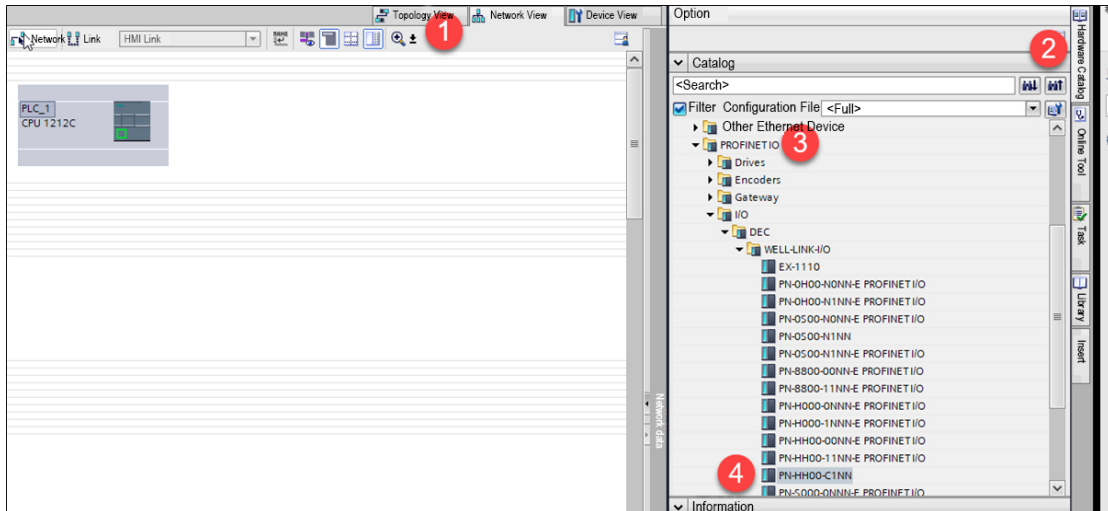 Topology View
Network View
Device View
Option
1
Network
Link
HMI Link
±
2
Hardware Catalog
Catalog
<Search>
Filter Configuration File <Full>
PLC_1
CPU 1212C
Other Ethernet Device
PROFINET IO
3
Drives
Encoders
Gateway
I/O
DEC
WELL-LINK-I/O
EX-1110
PN-0H00-N0NN-E PROFINET I/O
PN-0H00-N1NN-E PROFINET I/O
PN-0S00-N0NN-E PROFINET I/O
PN-0S00-N1NN
PN-0S00-N1NN-E PROFINET I/O
PN-8800-00NN-E PROFINET I/O
PN-8800-11NN-E PROFINET I/O
PN-H000-0NNN-E PROFINET I/O
PN-H000-1NNN-E PROFINET I/O
PN-HH00-00NN-E PROFINET I/O
PN-HH00-11NN-E PROFINET I/O
4
PN-HH00-C1NN
PN-S000-0NNN-E PROFINET I/O
Information
Network data
Online Tool
Task
Library
Insert